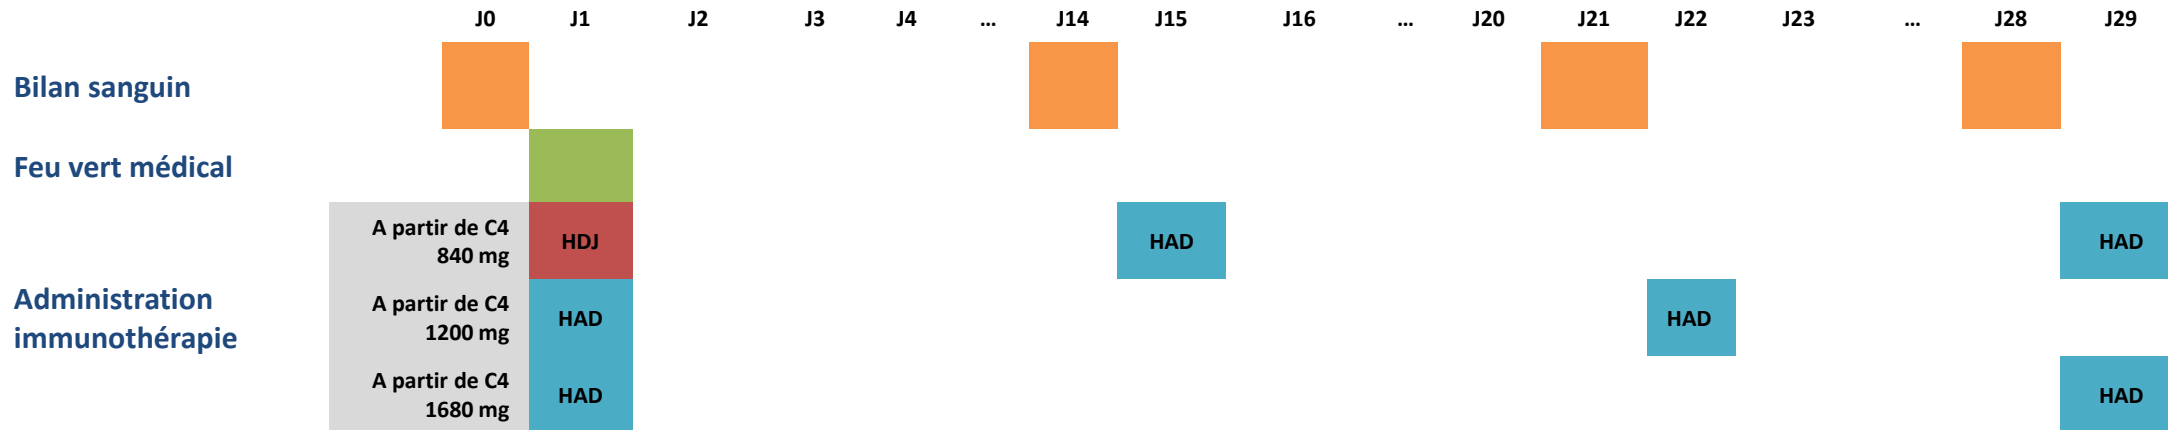 J0 J1 J2 J3 J4 ... J14 J15 J16 ... J20 J21 J22 J23 ... J28 J29
Bilan sanguin
Feu vert médical
Administration
immunothérapie
A partir de C4
840 mg
HDJ
HAD
HAD
A partir de C4
1200 mg
HAD
HAD
A partir de C4
1680 mg
HAD
HAD